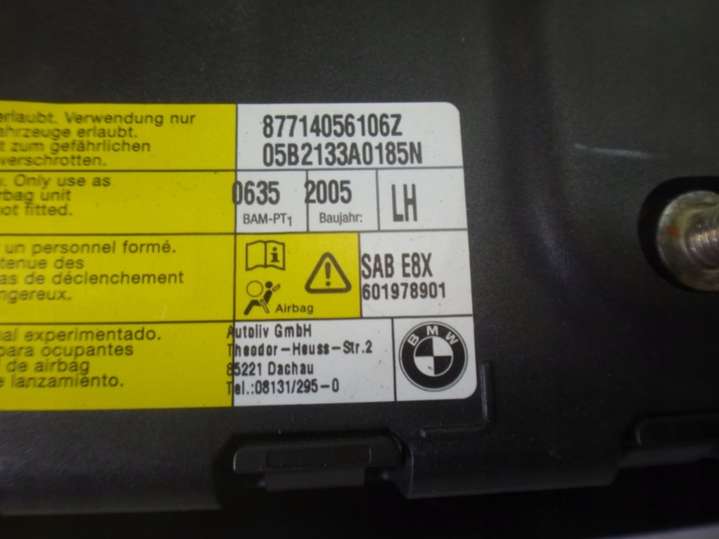 erlaubt. Verwendung nur
ahrzeuge erlaubt.
t zum gefährlichen
verschrotten.
87714056106Z
05B2133A0185N
Only use as
rbag unit
not fitted.
0635
BAM-PT1
2005
Baujahr:
LH
r un personnel formé.
tenue des
as de déclenchement
ngereux.
Airbag
SAB E8X
601978901
al experimentado.
para ocupantes
l de airbag
e lanzamiento.
Autoliv GmbH
Theodor-Heuss-Str.2
85221 Dachau
Tel.:08131/295-0
BMW